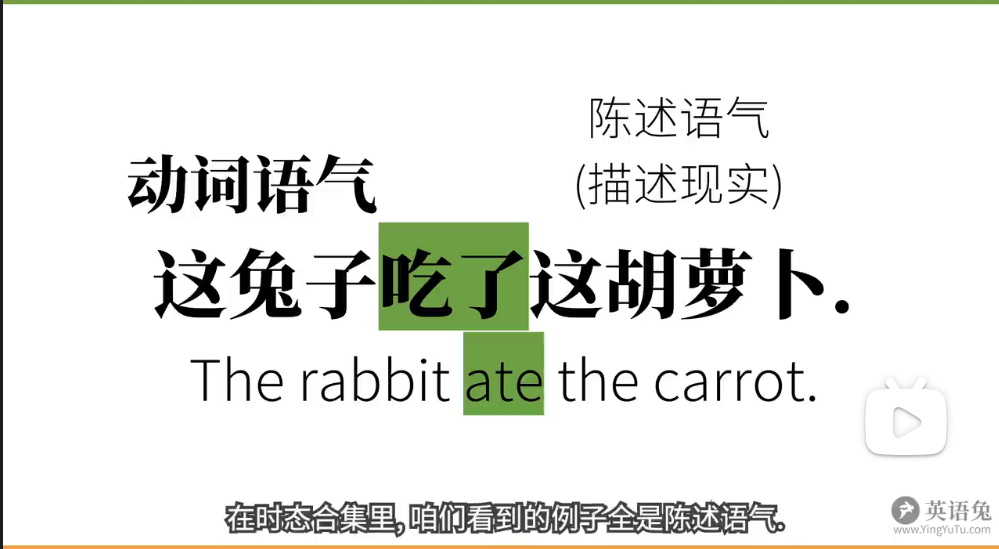 陈述语气
(描述现实)
动词语气
这兔子吃了这胡萝卜.
The rabbit ate the carrot.
在时态合集里, 咱们看到的例子全是陈述语气.
英语兔
www.YingYuTu.com